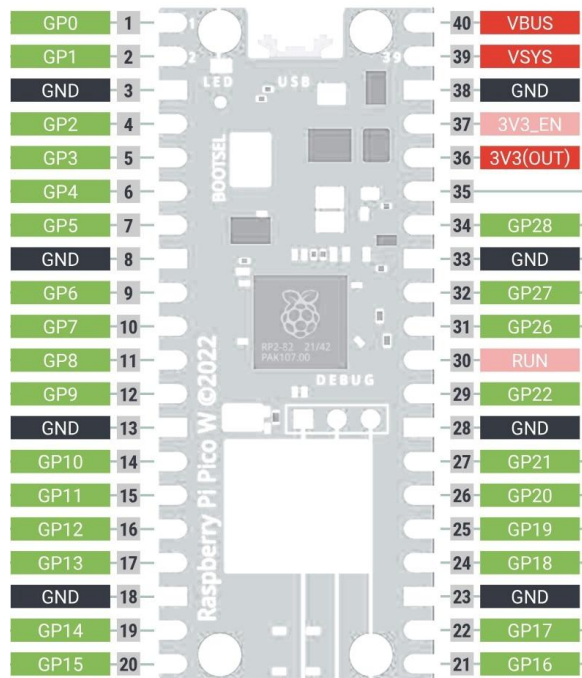 GP0 1 40 VBUS
GP1 2 39 VSYS
GND 3 38 GND
GP2 4 37 3V3_EN
GP3 5 36 3V3(OUT)
GP4 6 35
GP5 7 34 GP28
GND 8 33 GND
GP6 9 32 GP27
GP7 10 31 GP26
GP8 11 30 RUN
GP9 12 29 GP22
GND 13 28 GND
GP10 14 27 GP21
GP11 15 26 GP20
GP12 16 25 GP19
GP13 17 24 GP18
GND 18 23 GND
GP14 19 22 GP17
GP15 20 21 GP16
1
2
39
LED
USB
BOOTSEL
21/42
DEBUG
Raspberry Pi Pico W ©2022